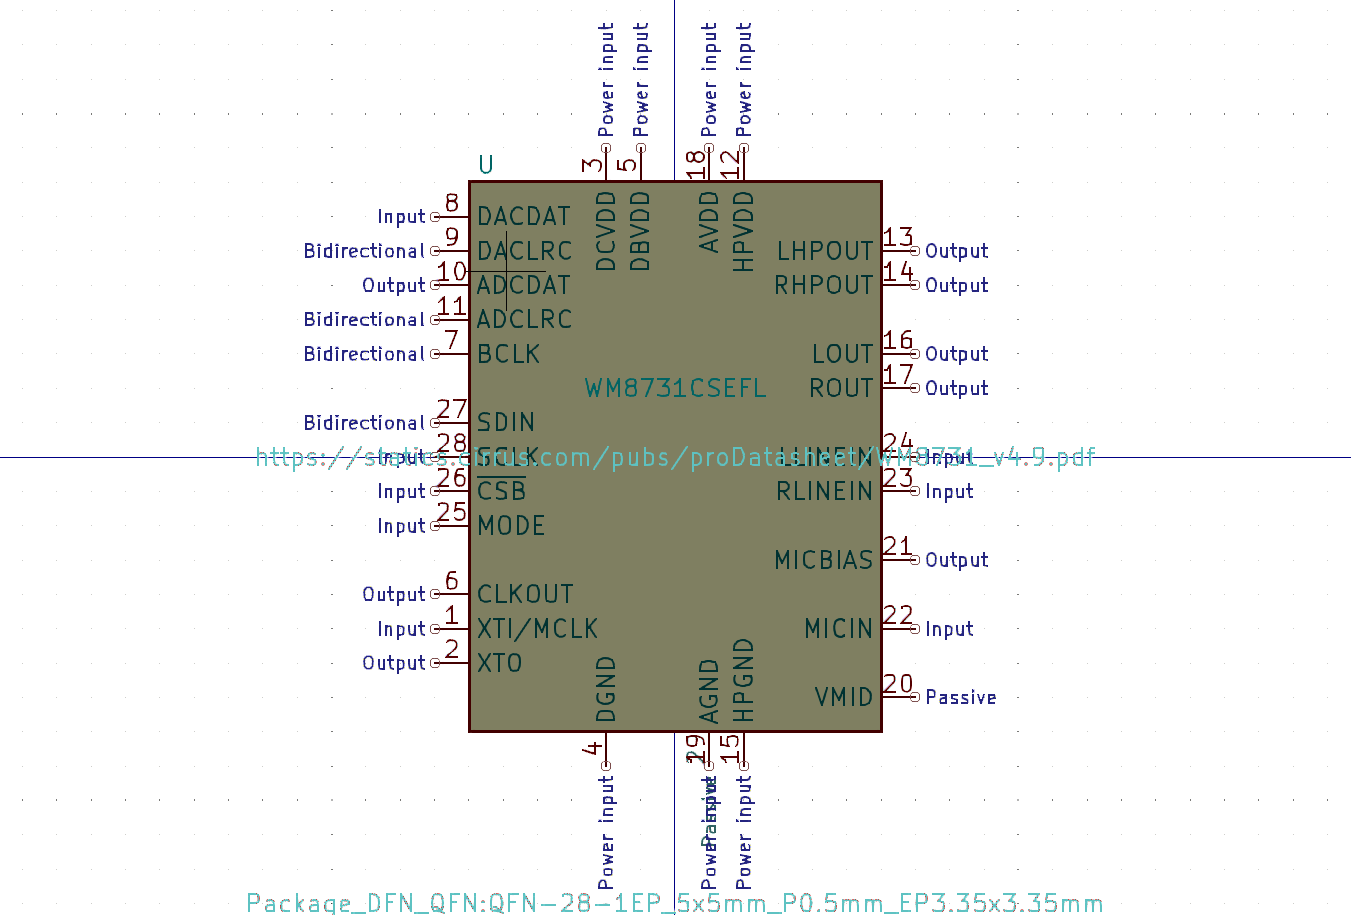 Power input
Power input
Power input
Power input
3
5
18
12
U
DCVDD
DBVDD
AVDD
HPVDD
Input 8 DACDAT
Bidirectional 9 DACLRC
LHPOUT 13 Output
Output 10 ADCDAT
RHPOUT 14 Output
Bidirectional 11 ADCLRC
Bidirectional 7 BCLK
LOUT 16 Output
WM8731CSEFL
ROUT 17 Output
Bidirectional 27 SDIN
Input 28 SCLK
LLINEIN 24 Input
https://statics.cirrus.com/pubs/proDatasheet/WM8731_v4.9.pdf
Input 26 CSB
RLINEIN 23 Input
Input 25 MODE
MICBIAS 21 Output
Output 6 CLKOUT
Input 1 XTI/MCLK
MICIN 22 Input
Output 2 XTO
VMID 20 Passive
DGND
AGND
HPGND
4
19
15
Power input
Power input
Passive
Power input
Package_DFN_QFN:QFN-28-1EP_5x5mm_P0.5mm_EP3.35x3.35mm